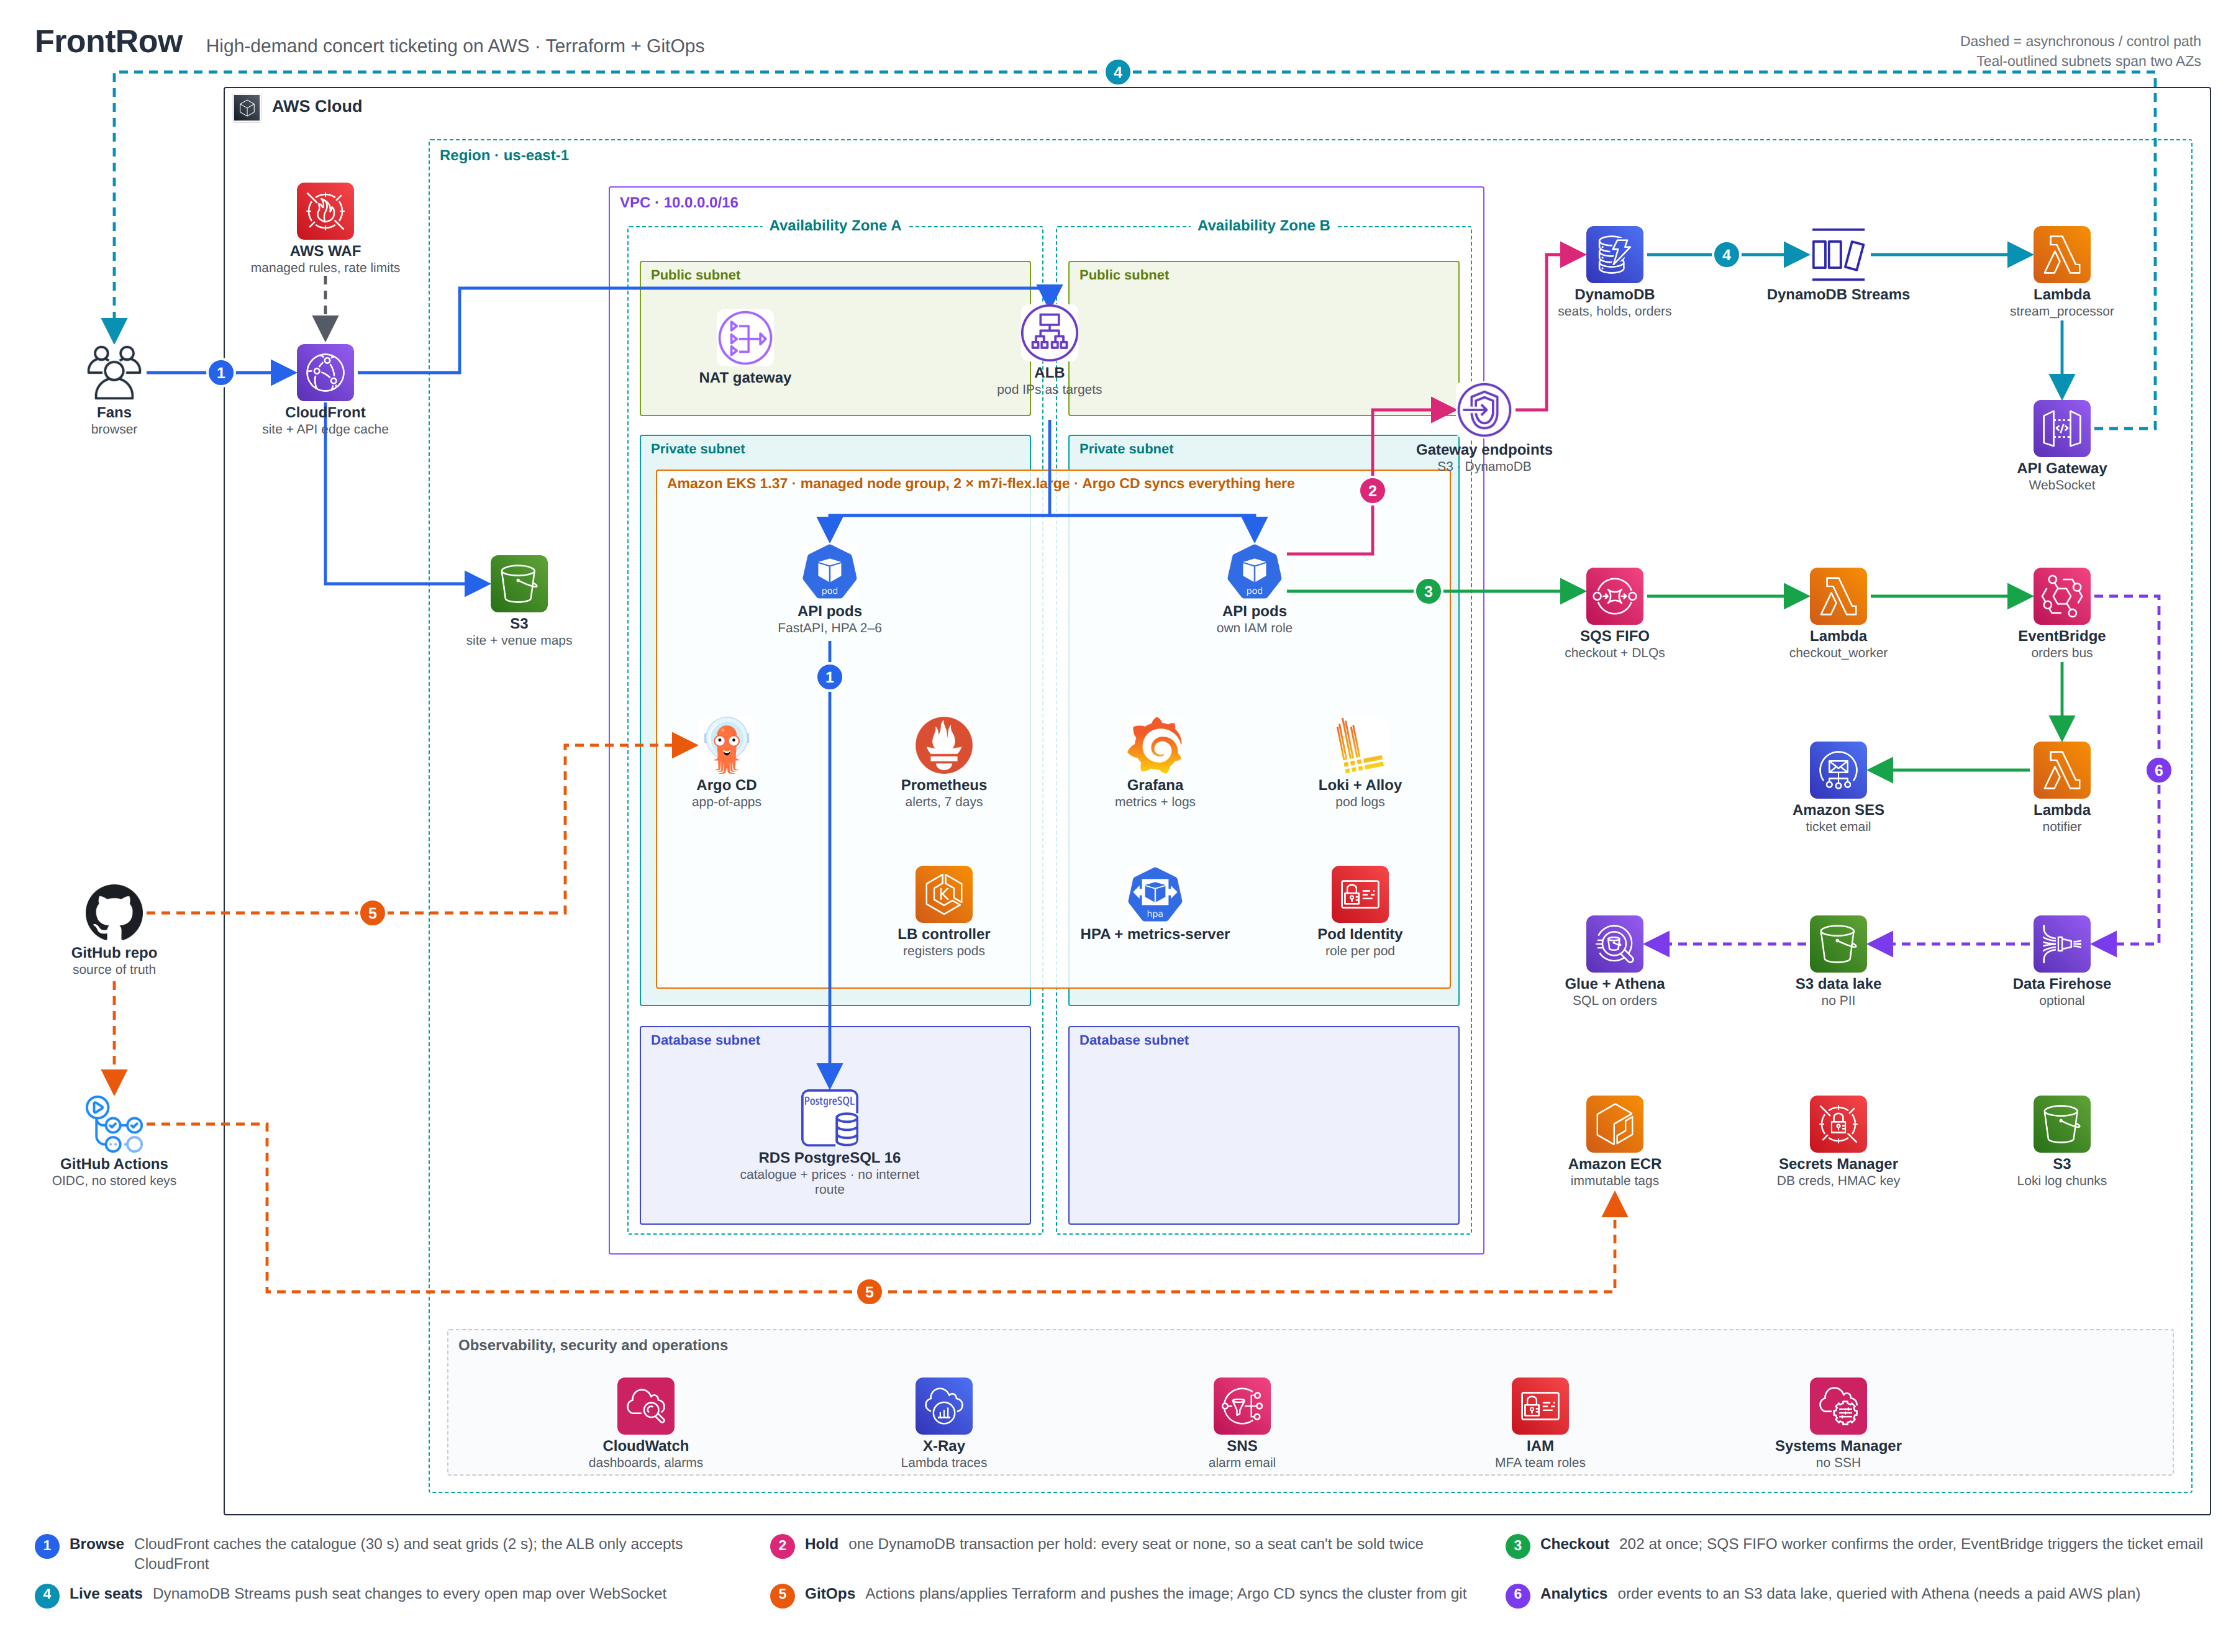 FrontRow
High-demand concert ticketing on AWS · Terraform + GitOps
Dashed = asynchronous / control path
Teal-outlined subnets span two AZs
4
AWS Cloud
Region · us-east-1
AWS WAF
managed rules, rate limits
VPC · 10.0.0.0/16
Availability Zone A
Availability Zone B
Public subnet
Public subnet
NAT gateway
ALB
pod IPs as targets
DynamoDB
seats, holds, orders
4
DynamoDB Streams
Lambda
stream_processor
Fans
browser
1
CloudFront
site + API edge cache
Gateway endpoints
S3 · DynamoDB
API Gateway
WebSocket
Private subnet
Private subnet
Amazon EKS 1.37 · managed node group, 2 × m7i-flex.large · Argo CD syncs everything here
2
S3
site + venue maps
pod
API pods
FastAPI, HPA 2–6
pod
API pods
own IAM role
3
SQS FIFO
checkout + DLQs
Lambda
checkout_worker
EventBridge
orders bus
1
Argo CD
app-of-apps
Prometheus
alerts, 7 days
Grafana
metrics + logs
Loki + Alloy
pod logs
Amazon SES
ticket email
Lambda
notifier
6
GitHub repo
source of truth
5
LB controller
registers pods
hpa
HPA + metrics-server
Pod Identity
role per pod
Glue + Athena
SQL on orders
S3 data lake
no PII
Data Firehose
optional
Database subnet
Database subnet
PostgreSQL
RDS PostgreSQL 16
catalogue + prices · no internet
route
GitHub Actions
OIDC, no stored keys
Amazon ECR
immutable tags
Secrets Manager
DB creds, HMAC key
S3
Loki log chunks
5
Observability, security and operations
CloudWatch
dashboards, alarms
X-Ray
Lambda traces
SNS
alarm email
IAM
MFA team roles
Systems Manager
no SSH
1 Browse CloudFront caches the catalogue (30 s) and seat grids (2 s); the ALB only accepts
CloudFront
2 Hold one DynamoDB transaction per hold: every seat or none, so a seat can't be sold twice
3 Checkout 202 at once; SQS FIFO worker confirms the order, EventBridge triggers the ticket email
4 Live seats DynamoDB Streams push seat changes to every open map over WebSocket
5 GitOps Actions plans/applies Terraform and pushes the image; Argo CD syncs the cluster from git
6 Analytics order events to an S3 data lake, queried with Athena (needs a paid AWS plan)